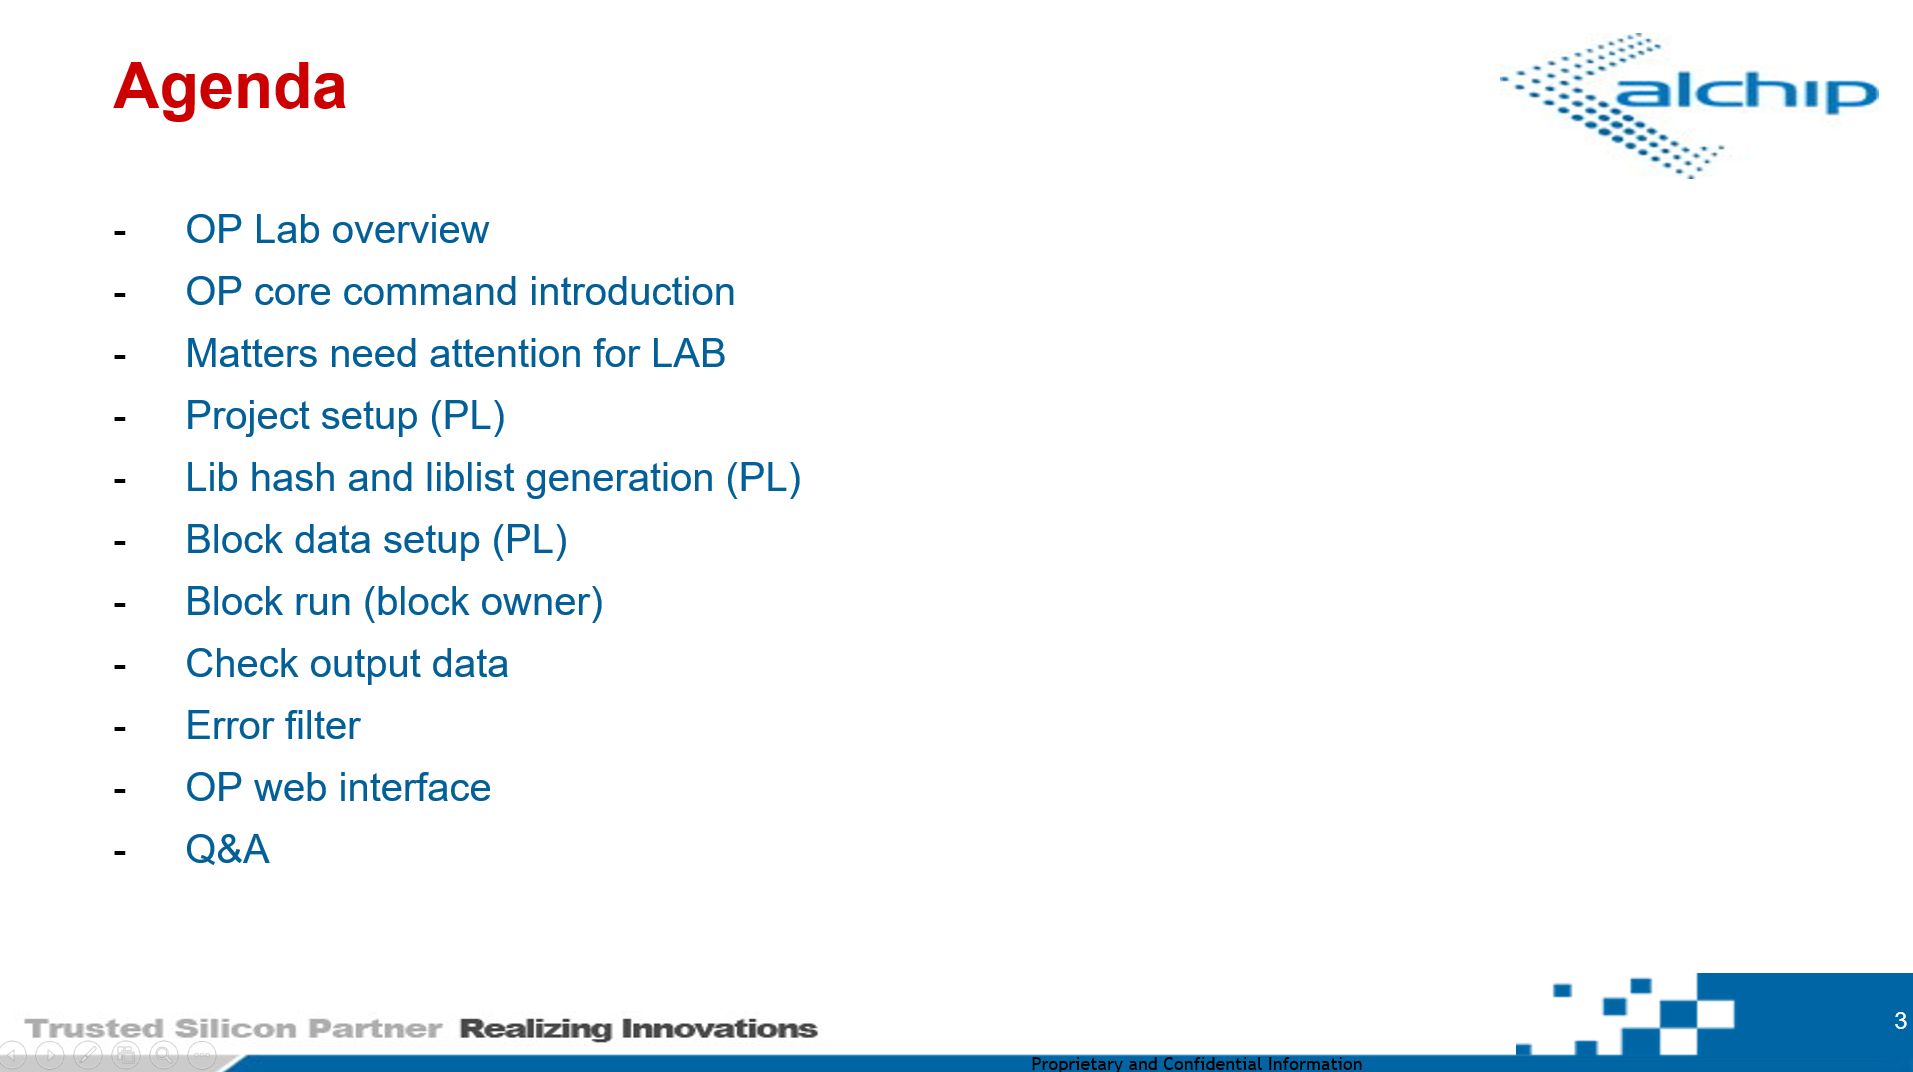 Agenda
alchip
- OP Lab overview
- OP core command introduction
- Matters need attention for LAB
- Project setup (PL)
- Lib hash and liblist generation (PL)
- Block data setup (PL)
- Block run (block owner)
- Check output data
- Error filter
- OP web interface
- Q&A
Trusted Silicon Partner Realizing Innovations
3
Proprietary and Confidential Information